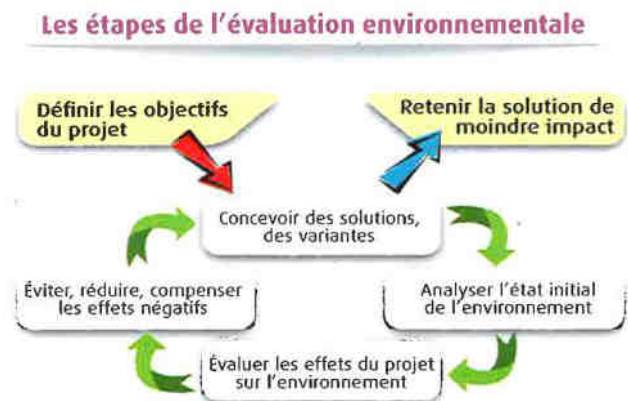 Les étapes de l'évaluation environnementale
Définir les objectifs
du projet
Retenir la solution de
moindre impact
Concevoir des solutions,
des variantes
Éviter, réduire, compenser
les effets négatifs
Analyser l'état initial
de l'environnement
Évaluer les effets du projet
sur l'environnement